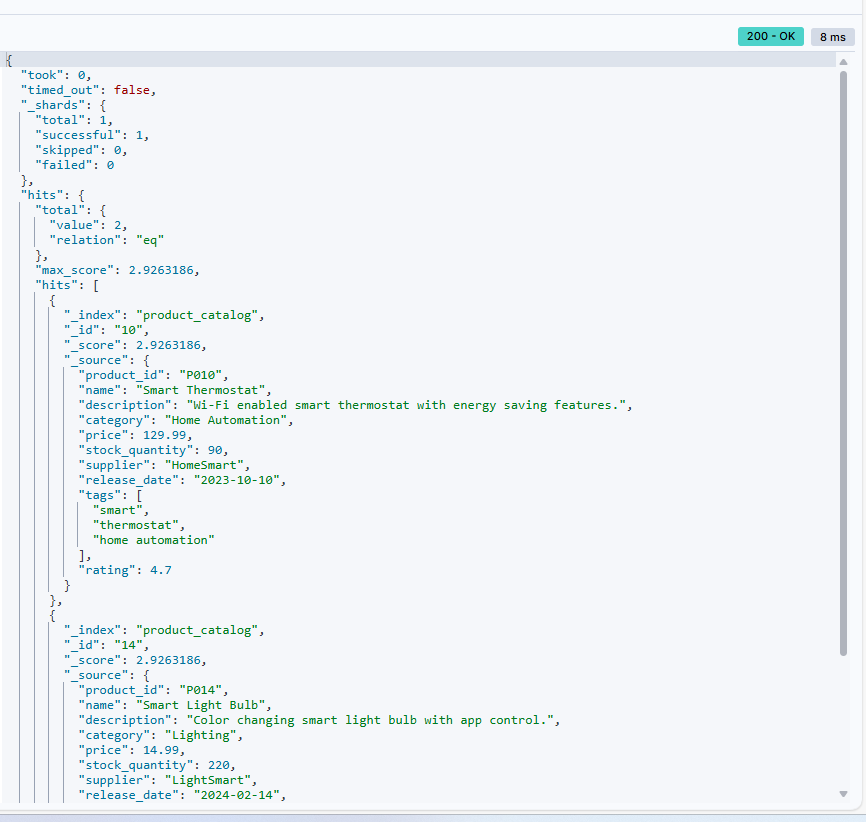 200 - OK
8 ms
{
  "took": 0,
  "timed_out": false,
  "_shards": {
    "total": 1,
    "successful": 1,
    "skipped": 0,
    "failed": 0
  },
  "hits": {
    "total": {
      "value": 2,
      "relation": "eq"
    },
    "max_score": 2.9263186,
    "hits": [
      {
        "_index": "product_catalog",
        "_id": "10",
        "_score": 2.9263186,
        "_source": {
          "product_id": "P010",
          "name": "Smart Thermostat",
          "description": "Wi-Fi enabled smart thermostat with energy saving features.",
          "category": "Home Automation",
          "price": 129.99,
          "stock_quantity": 90,
          "supplier": "HomeSmart",
          "release_date": "2023-10-10",
          "tags": [
            "smart",
            "thermostat",
            "home automation"
          ],
          "rating": 4.7
        }
      },
      {
        "_index": "product_catalog",
        "_id": "14",
        "_score": 2.9263186,
        "_source": {
          "product_id": "P014",
          "name": "Smart Light Bulb",
          "description": "Color changing smart light bulb with app control.",
          "category": "Lighting",
          "price": 14.99,
          "stock_quantity": 220,
          "supplier": "LightSmart",
          "release_date": "2024-02-14",